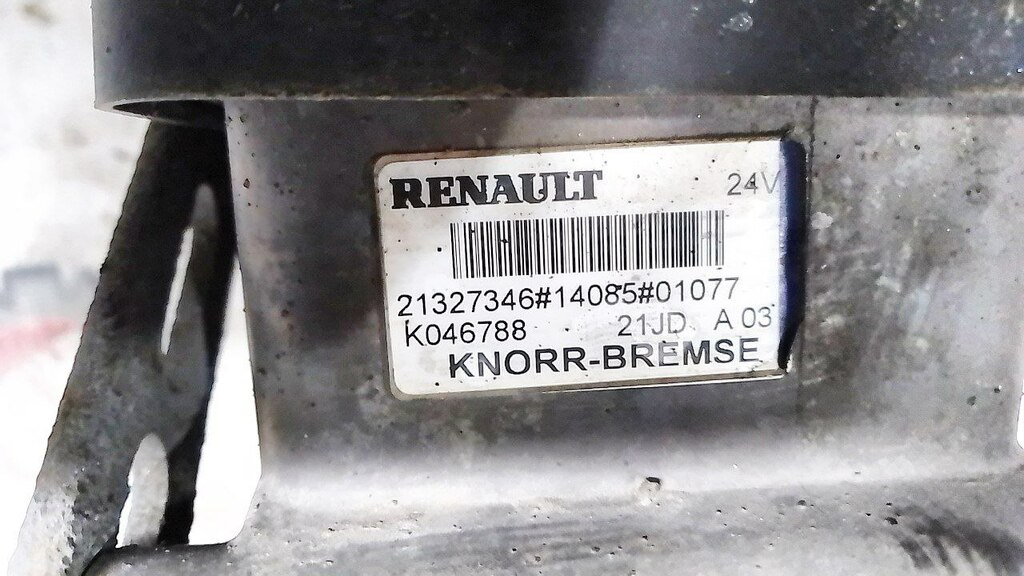 RENAULT 24V
21327346#14085#01077
K046788 21JD A 03
KNORR-BREMSE